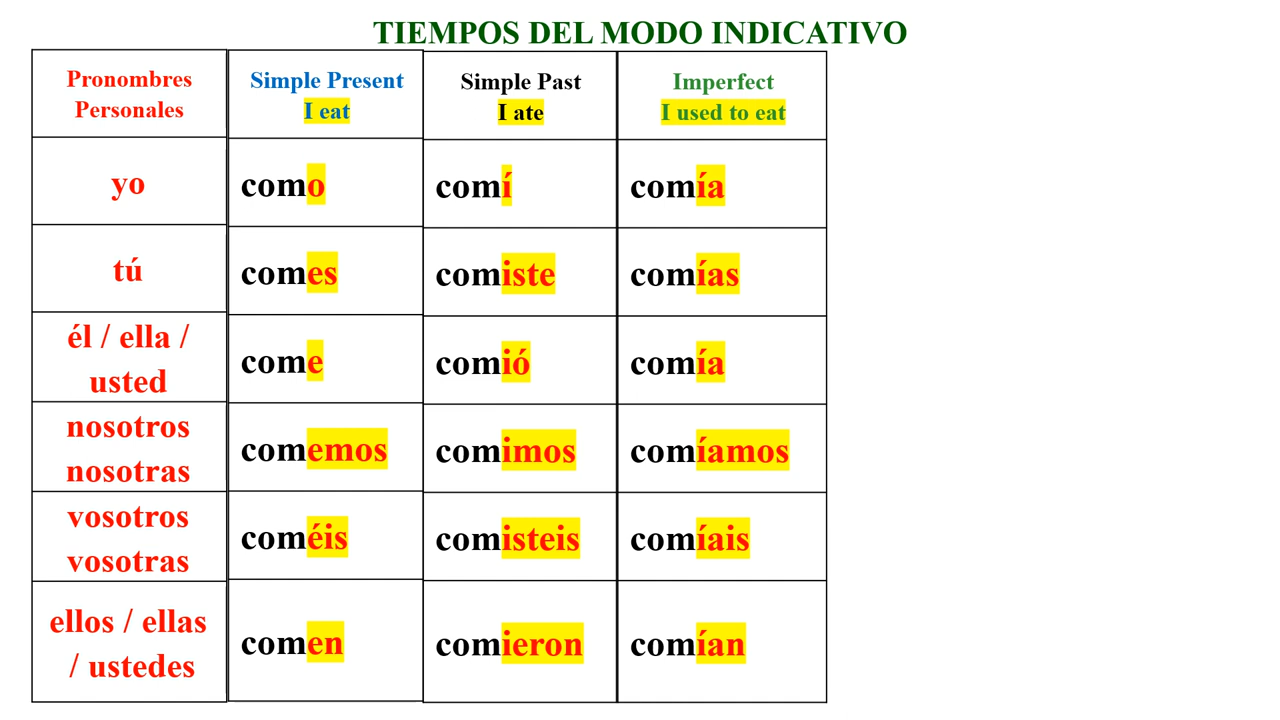 TIEMPOS DEL MODO INDICATIVO
Pronombres
Personales
Simple Present
I eat
Simple Past
I ate
Imperfect
I used to eat
yo
como
comí
comía
tú
comes
comiste
comías
él / ella /
usted
come
comió
comía
nosotros
nosotras
comemos
comimos
comíamos
vosotros
vosotras
coméis
comisteis
comíais
ellos / ellas
/ ustedes
comen
comieron
comían